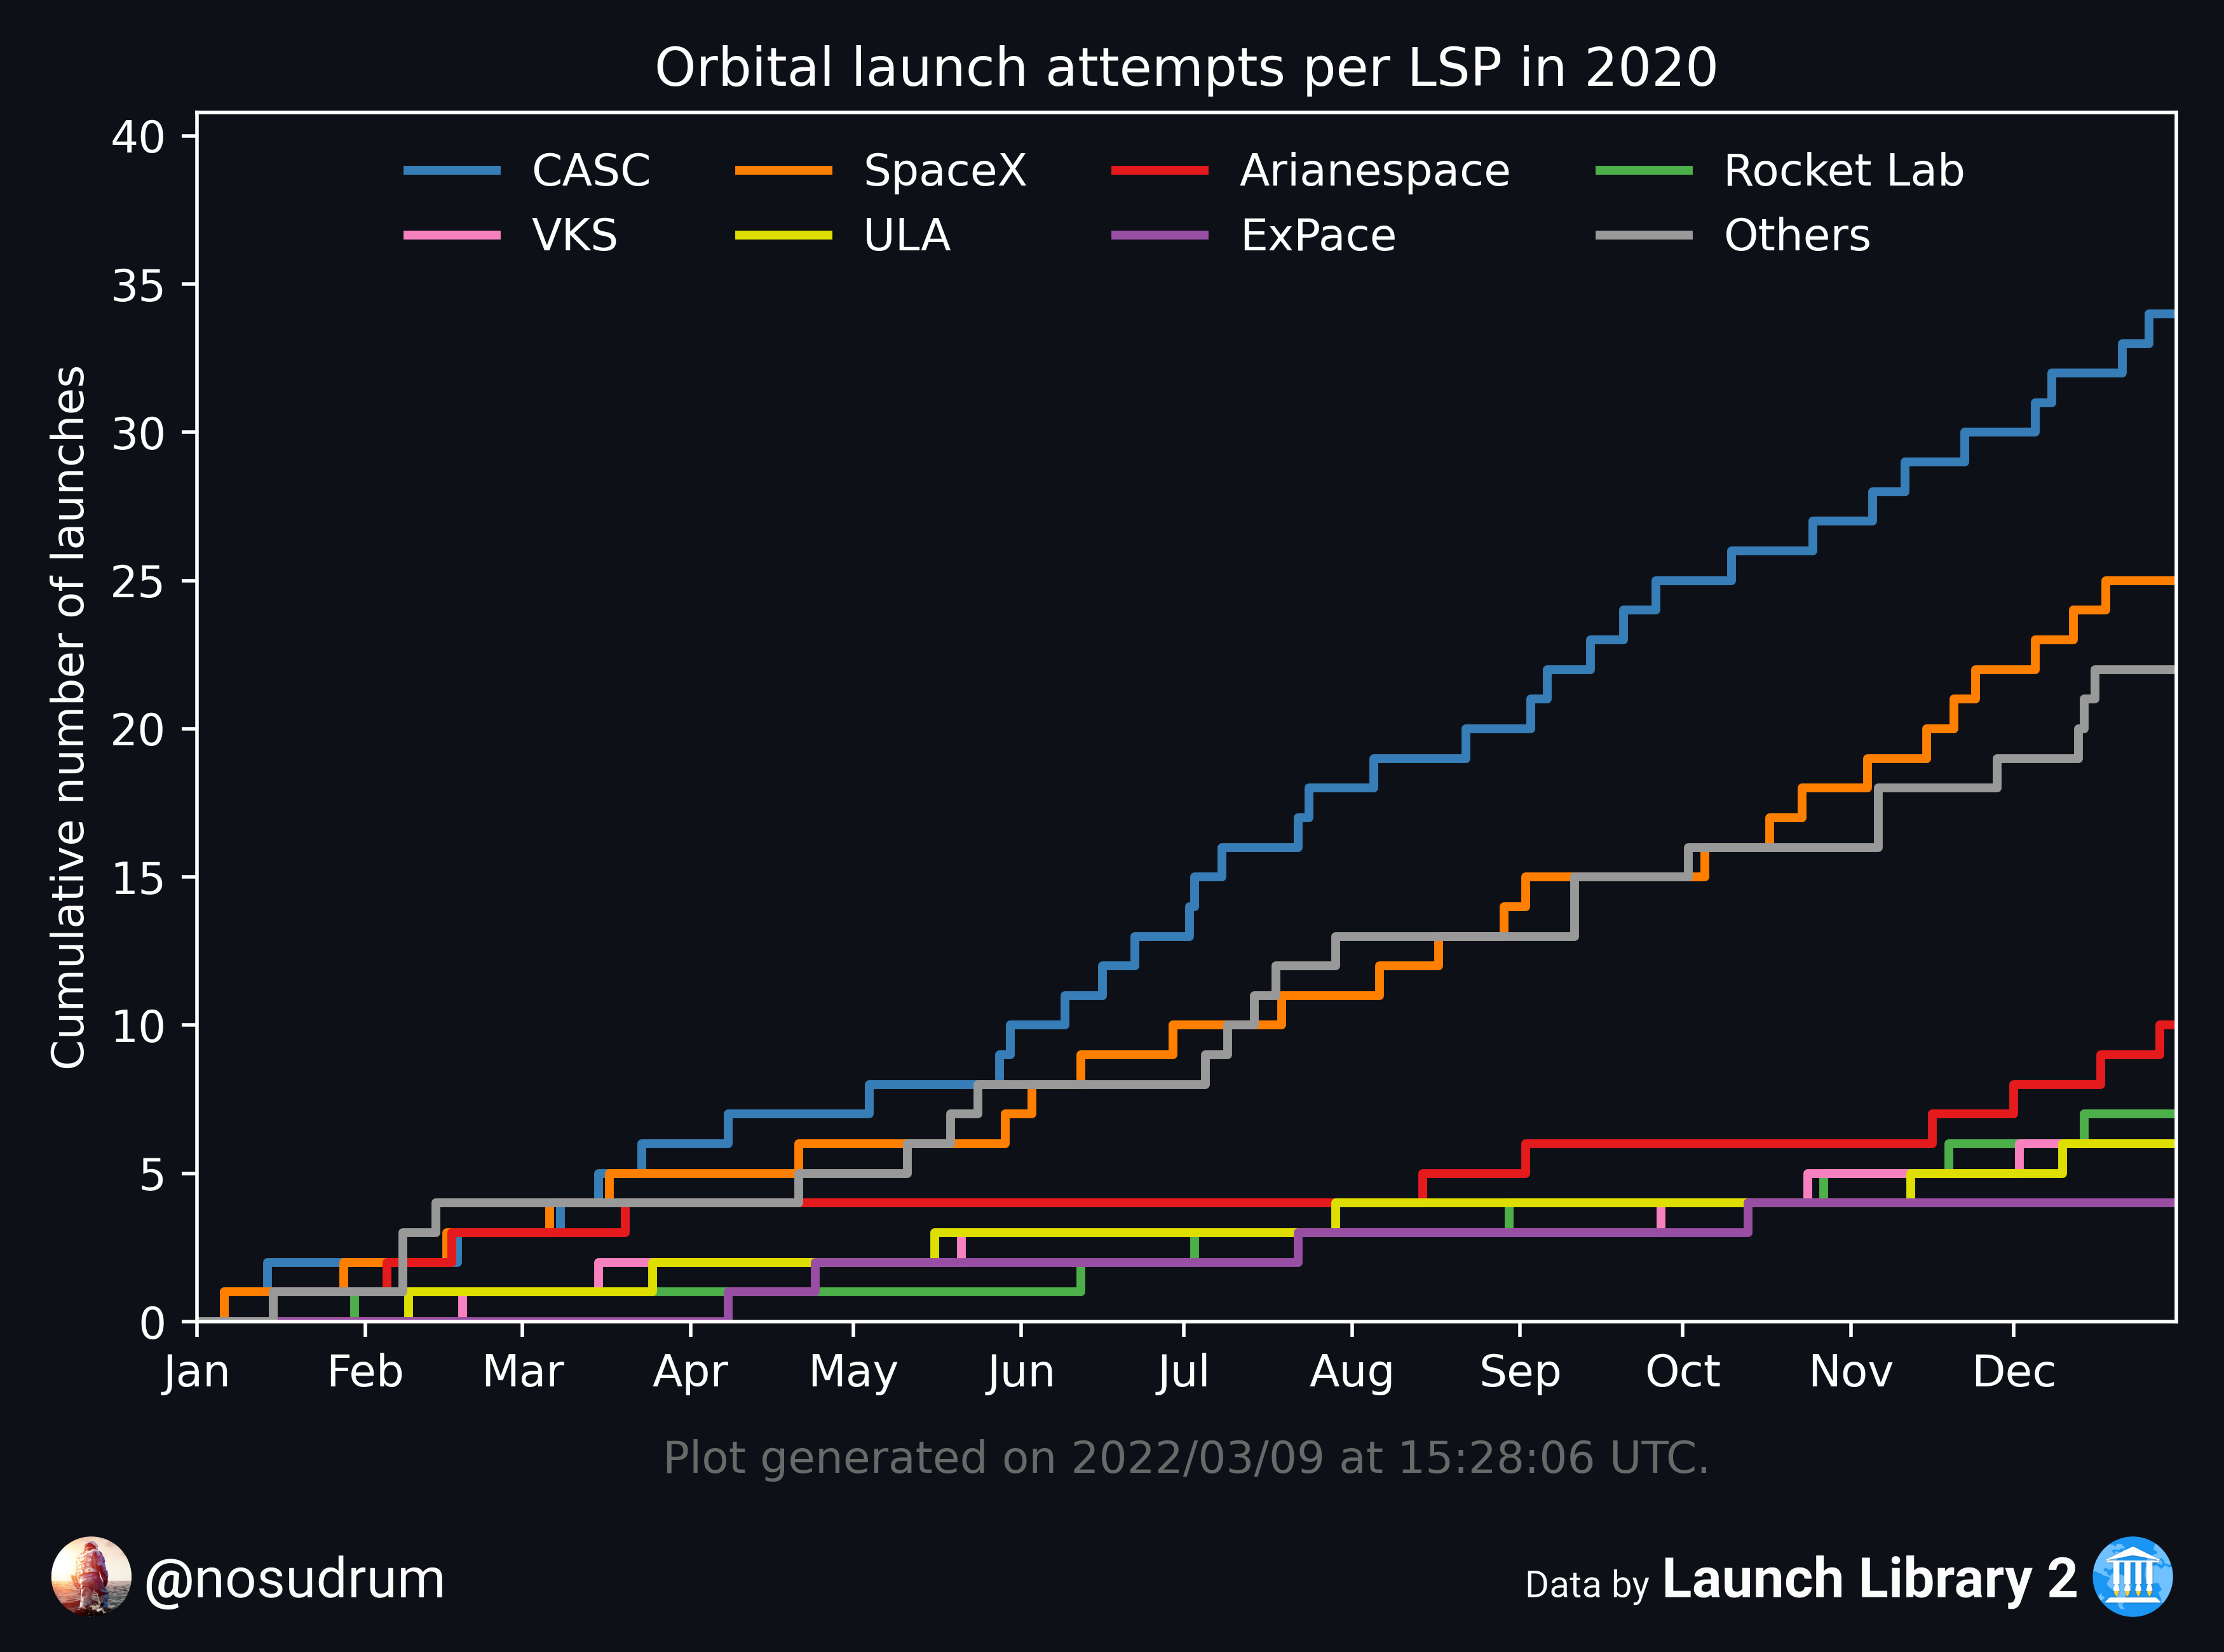 Orbital launch attempts per LSP in 2020
40
35
30
25
20
15
10
5
0
Cumulative number of launches
CASC SpaceX Arianespace Rocket Lab
VKS ULA ExPace Others
Jan Feb Mar Apr May Jun Jul Aug Sep Oct Nov Dec
Plot generated on 2022/03/09 at 15:28:06 UTC.
@nosudrum
Data by Launch Library 2